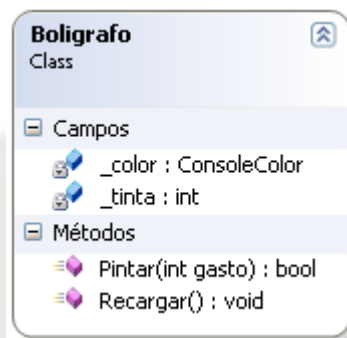 Boligrafo
Class
Campos
_color : ConsoleColor
_tinta : int
Métodos
Pintar(int gasto) : bool
Recargar() : void